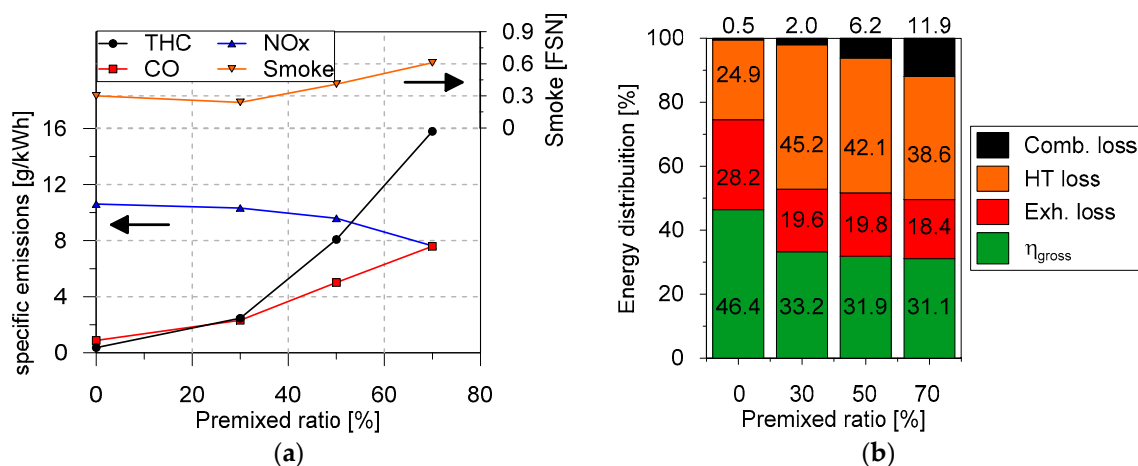 THC NOx
CO Smoke
0.9
0.6
0.3
0
Smoke [FSN]
16
12
8
4
0
specific emissions [g/kWh]
0 20 40 60 80
Premixed ratio [%]
(a)
0.5 2.0 6.2 11.9
100
80
60
40
20
0
Energy distribuition [%]
24.9 45.2 42.1 38.6
28.2 19.6 19.8 18.4
46.4 33.2 31.9 31.1
0 30 50 70
Premixed ratio [%]
Comb. loss
HT loss
Exh. loss
ηgross
(b)